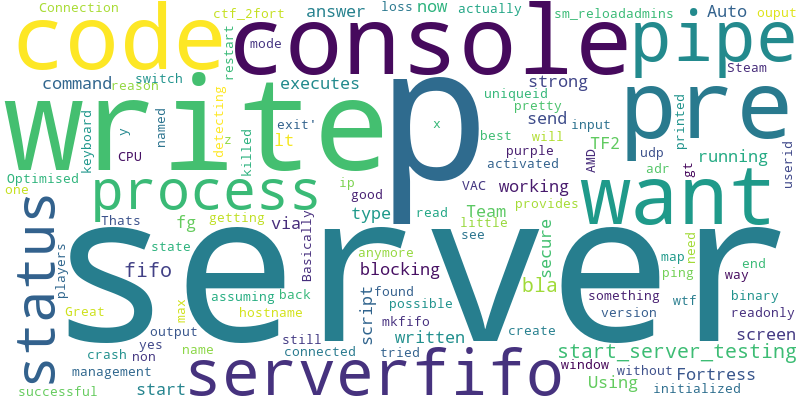 Connection
ctf_2fort
answer
loss
now
actually
sm_reloadadmins
Auto
ouput
code
console
pipe
restart
mode
Steam
command
reason
switch
executes
strong
uniqueid
pretty
write
p
pre
detecting
keyboard
y
named
CPU
killed
z
exit'
lt
x
send
best
will
input
purple
activated
TF2
udp
printed
AMD
running
adr
gt
userid
Optimised
one
process
ip
good
VAC
working
provides
want
Thats
fg
getting
via
type
read
Team
little
see
secure
need
status
players
state
fifo
Basically
anymore
blocking
server
map
ping
end
way
Great
max
hostname
assuming
back
script
found
possible
mkfifo
something
version
wtf
binary
readonly
yes
output
non
name
still
connected
tried
written
create
screen
crash
management
successful
start
serverfifo
start_server_testing
window
without
Using
Fortress
initialized